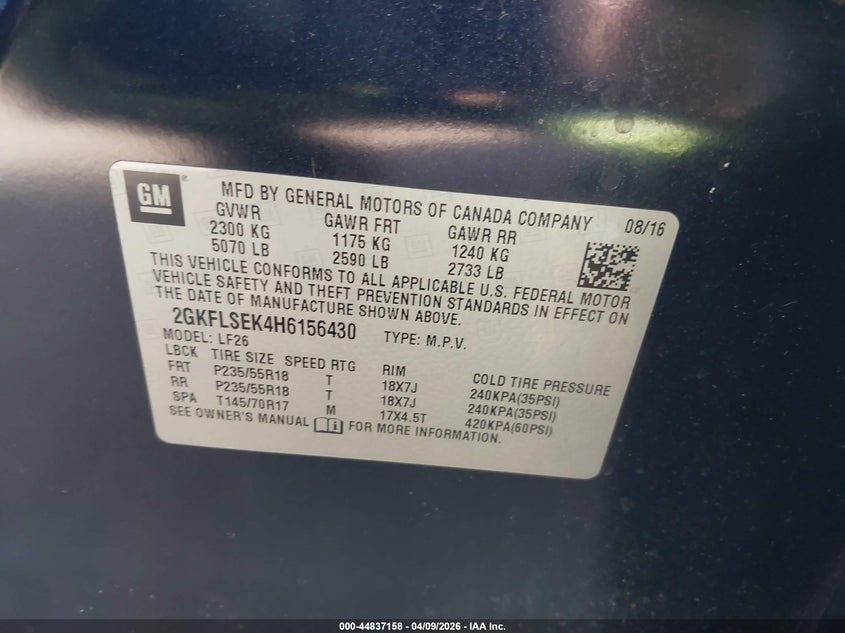 GM
MFD BY GENERAL MOTORS OF CANADA COMPANY 08/16
GVWR GAWR FRT GAWR RR
2300 KG 1175 KG 1240 KG
5070 LB 2590 LB 2733 LB
THIS VEHICLE CONFORMS TO ALL APPLICABLE U.S. FEDERAL MOTOR
VEHICLE SAFETY AND THEFT PREVENTION STANDARDS IN EFFECT ON
THE DATE OF MANUFACTURE SHOWN ABOVE.
2GKFLSEK4H6156430 TYPE: M.P.V.
MODEL: LF26
LBCK TIRE SIZE SPEED RTG RIM COLD TIRE PRESSURE
FRT P235/55R18 T 18X7J 240KPA(35PSI)
RR P235/55R18 T 18X7J 240KPA(35PSI)
SPA T145/70R17 M 17X4.5T 420KPA(60PSI)
SEE OWNER'S MANUAL FOR MORE INFORMATION.
000-44837158 - 04/09/2026 - IAA Inc.